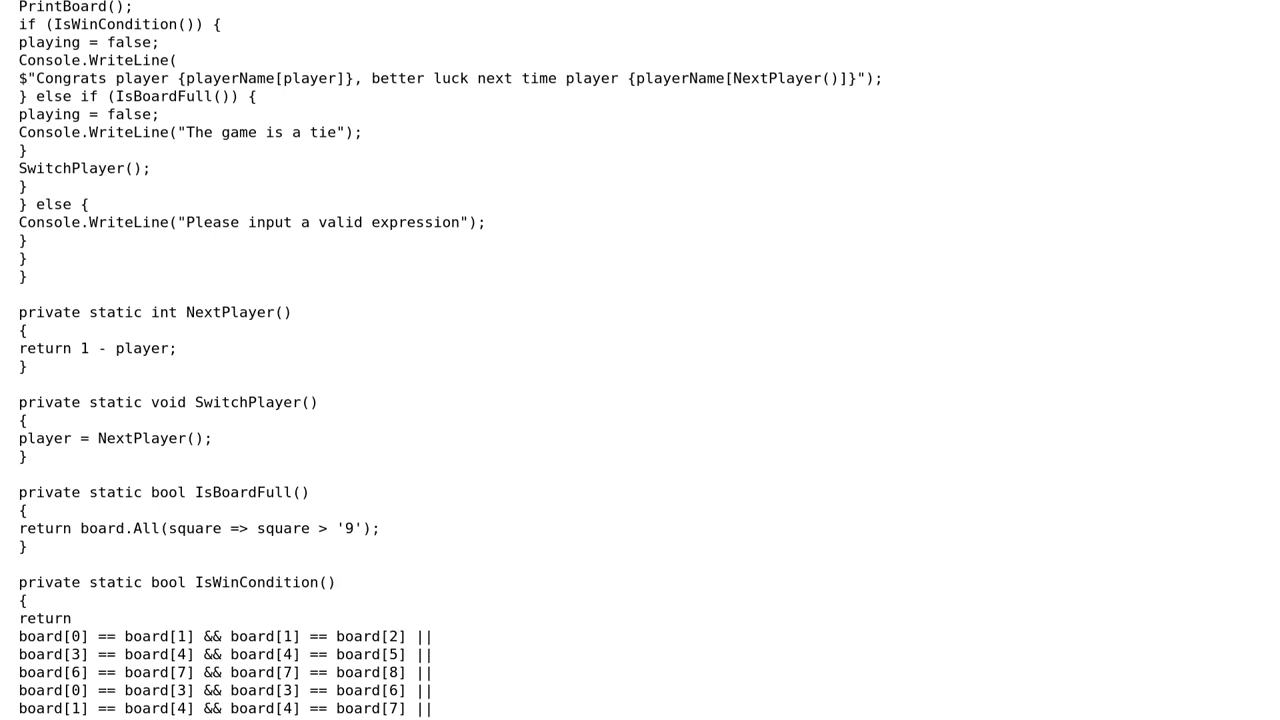 PrintBoard();
if (IsWinCondition()) {
playing = false;
Console.WriteLine(
$"Congrats player {playerName[player]}, better luck next time player {playerName[NextPlayer()]}");
} else if (IsBoardFull()) {
playing = false;
Console.WriteLine("The game is a tie");
}
SwitchPlayer();
}
} else {
Console.WriteLine("Please input a valid expression");
}
}
}

private static int NextPlayer()
{
return 1 - player;
}

private static void SwitchPlayer()
{
player = NextPlayer();
}

private static bool IsBoardFull()
{
return board.All(square => square > '9');
}

private static bool IsWinCondition()
{
return
board[0] == board[1] && board[1] == board[2] ||
board[3] == board[4] && board[4] == board[5] ||
board[6] == board[7] && board[7] == board[8] ||
board[0] == board[3] && board[3] == board[6] ||
board[1] == board[4] && board[4] == board[7] ||